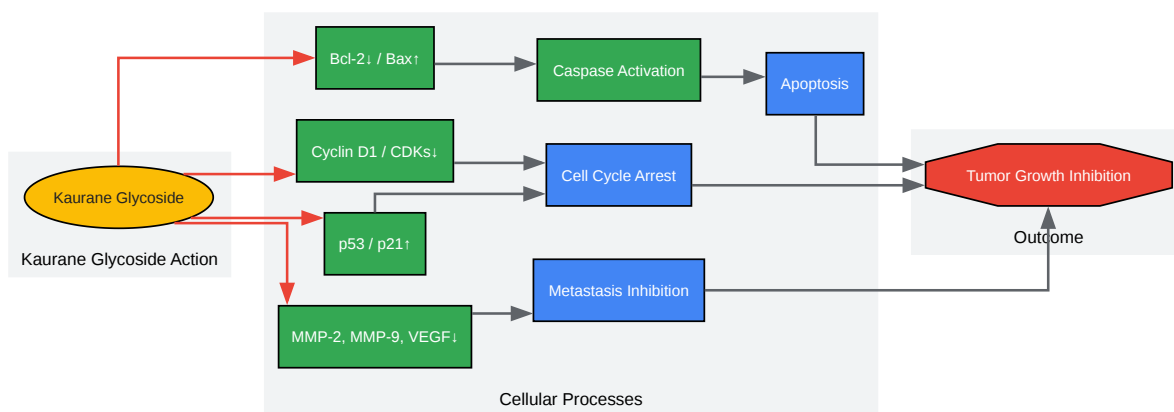 Bcl-2↓ / Bax↑
Caspase Activation
Apoptosis
Cyclin D1 / CDKs↓
Cell Cycle Arrest
Tumor Growth Inhibition
Kaurane Glycoside
p53 / p21↑
Outcome
Kaurane Glycoside Action
Metastasis Inhibition
MMP-2, MMP-9, VEGF↓
Cellular Processes